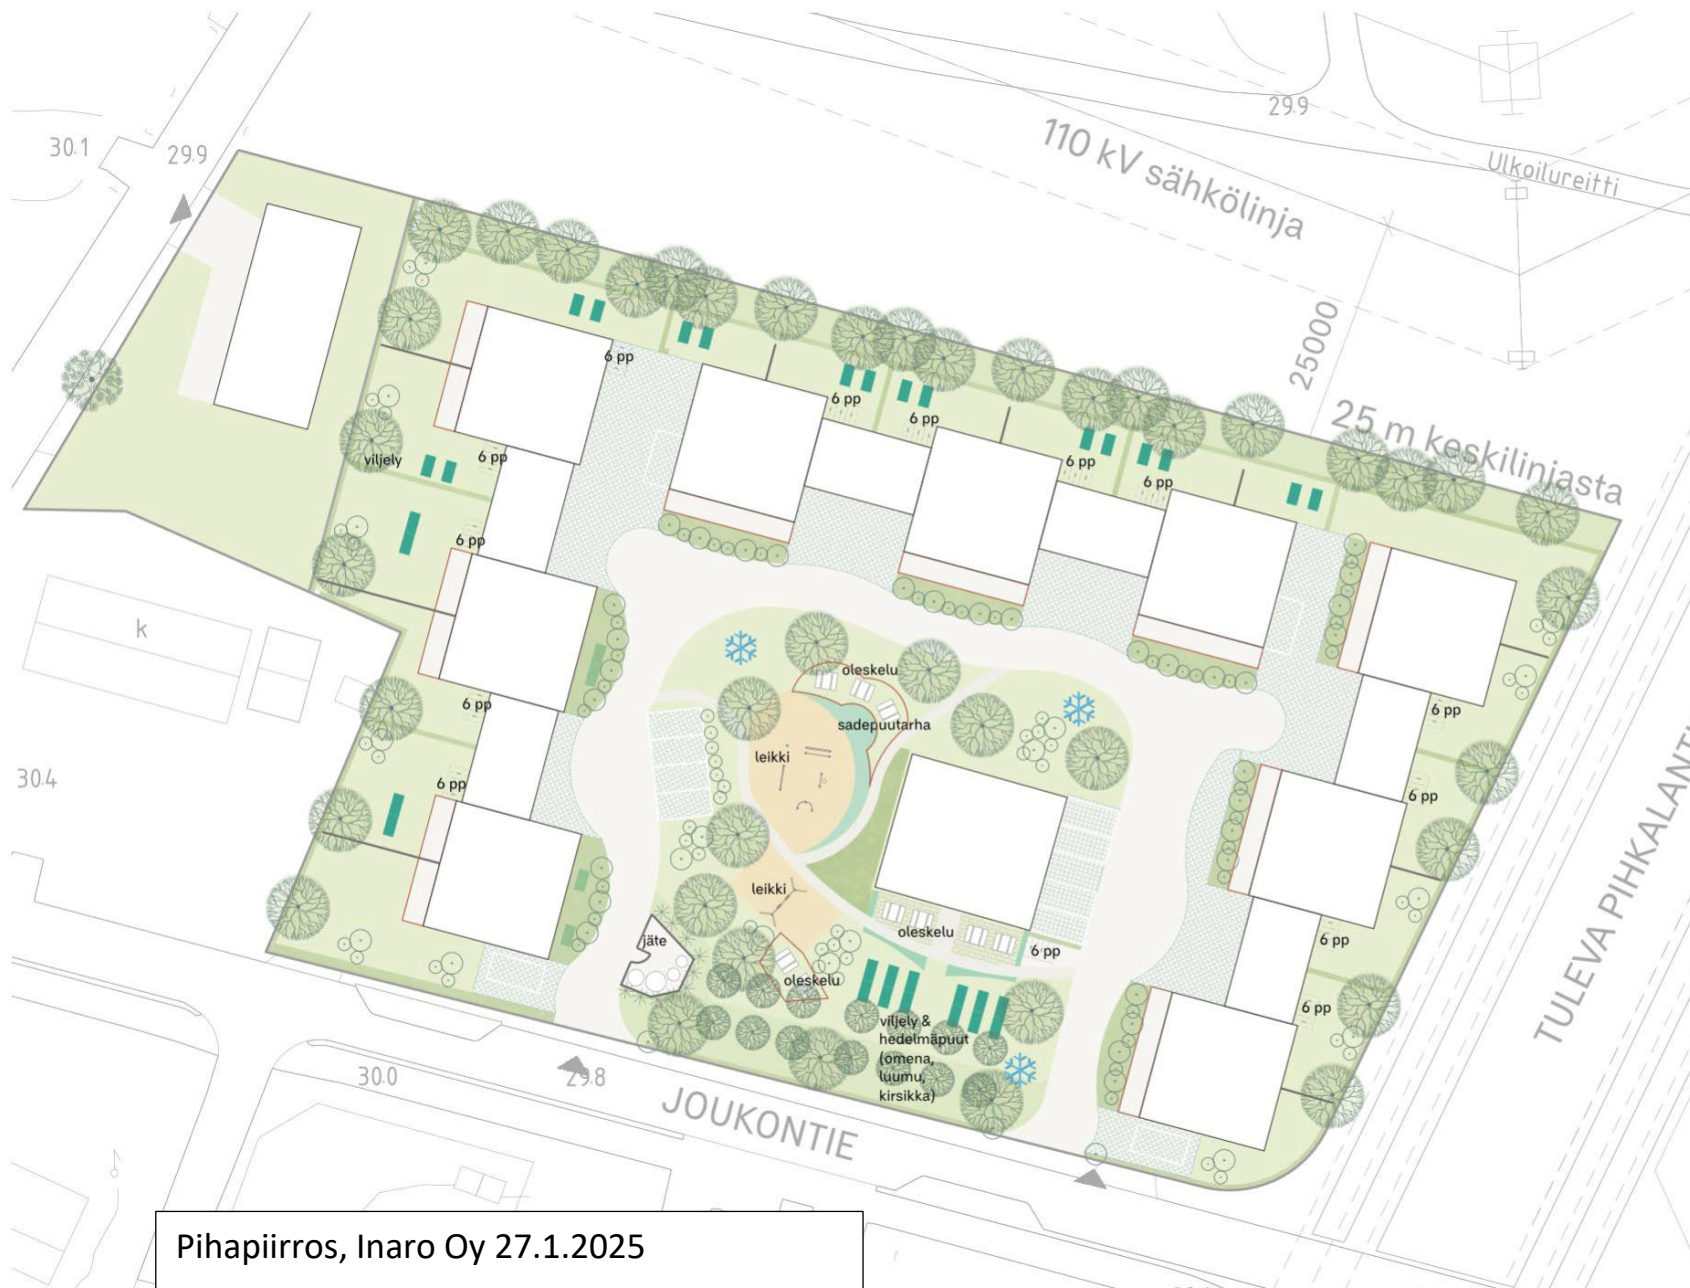 30.1
29.9
29.9
110 kV sähkölinja
Ulkoilureitti
25000
25 m keskilinjasta
6 pp
6 pp
6 pp
6 pp
6 pp
viljely
6 pp
6 pp
k
oleskelu
sadepuutarha
leikki
6 pp
6 pp
30.4
6 pp
6 pp
TULEVA PIHKALANTI
leikki
oleskelu
6 pp
6 pp
jäte
oleskelu
viljely &
hedelmäpuut
(omena,
luumu,
kirsikka)
6 pp
30.0
29.8
JOUKONTIE
Pihapiirros, Inaro Oy 27.1.2025